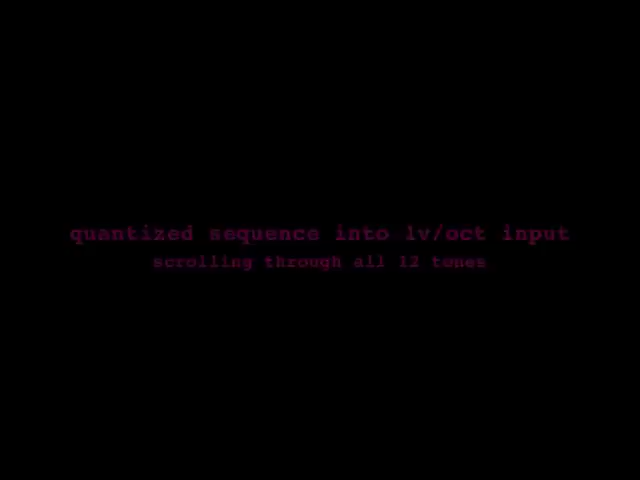 quantized sequence into 1v/oct input
scrolling through all 12 tones